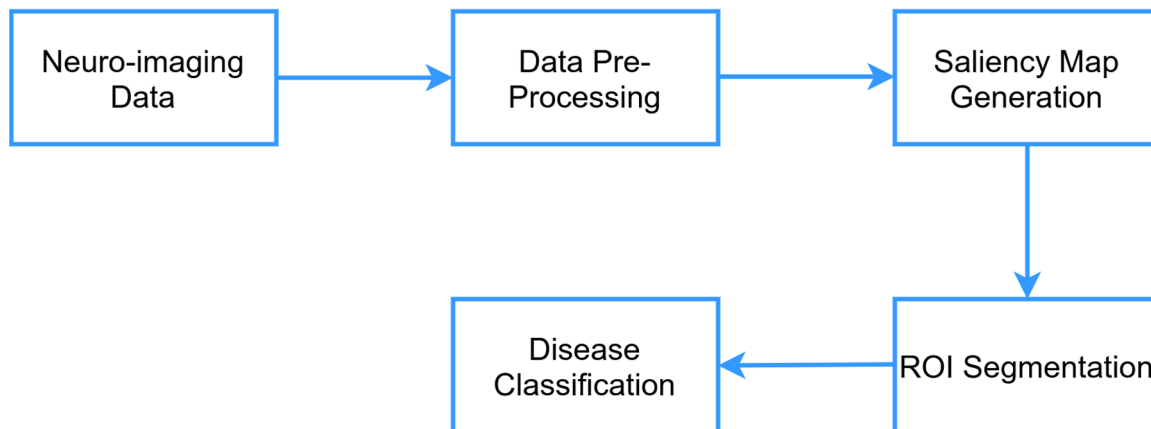 Neuro-imaging
Data
Data Pre-
Processing
Saliency Map
Generation
ROI Segmentation
Disease
Classification